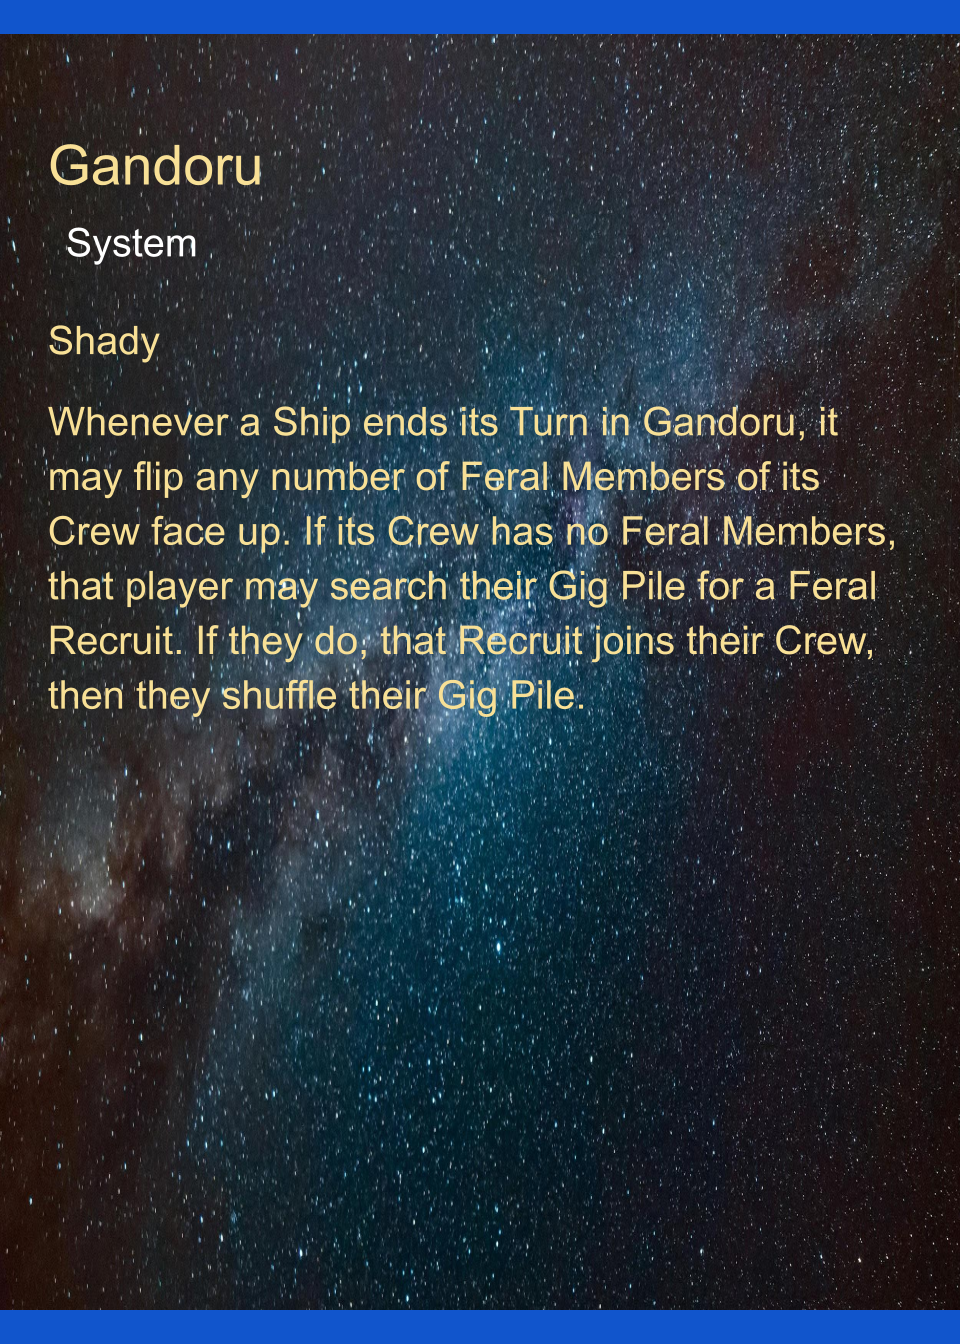 Gandoru
System
Shady
Whenever a Ship ends its Turn in Gandoru, it
may flip any number of Feral Members of its
Crew face up. If its Crew has no Feral Members,
that player may search their Gig Pile for a Feral
Recruit. If they do, that Recruit joins their Crew,
then they shuffle their Gig Pile.